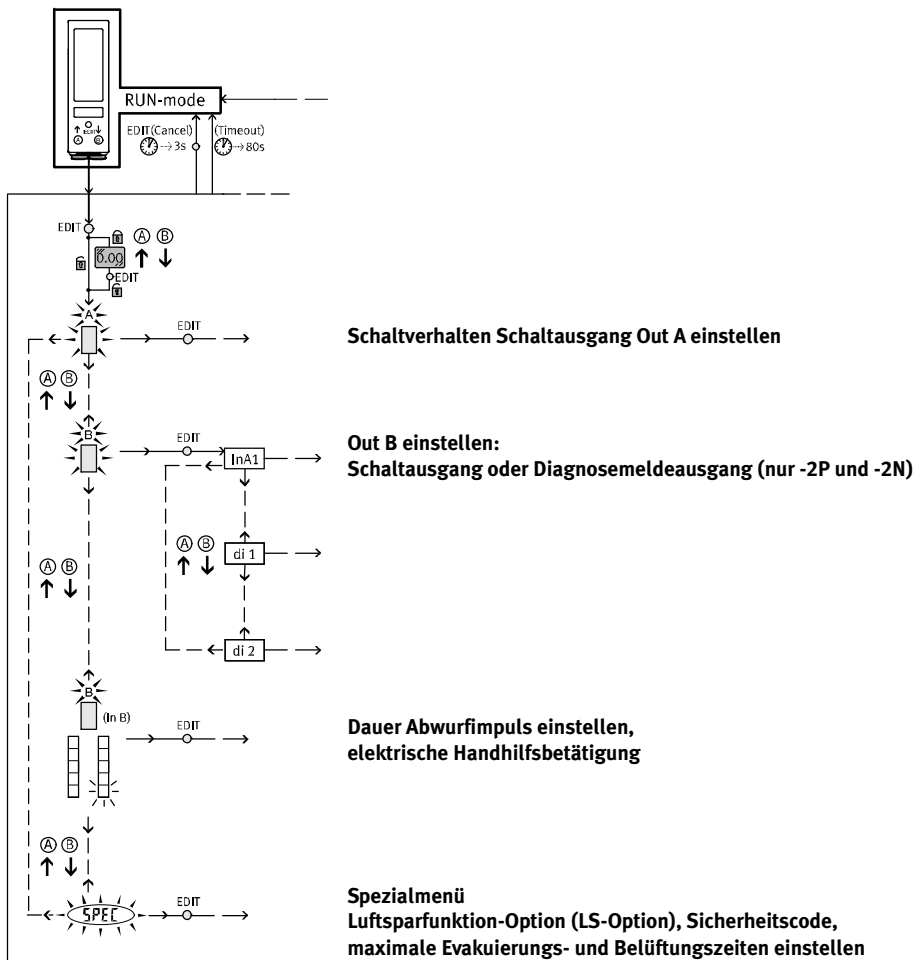 RUN-mode
↑ EDIT ↓
A B
EDIT(Cancel) (Timeout)
3s 80s
EDIT
A B
0.00
EDIT
A
EDIT
Schaltverhalten Schaltausgang Out A einstellen
A B
B
EDIT
InA1
Out B einstellen:
Schaltausgang oder Diagnosemeldeausgang (nur -2P und -2N)
A B
di 1
A B
di 2
B
(In B)
EDIT
Dauer Abwurfimpuls einstellen,
elektrische Handhilfsbetätigung
A B
SPEC
EDIT
Spezialmenü
Luftsparfunktion-Option (LS-Option), Sicherheitscode,
maximale Evakuierungs- und Belüftungszeiten einstellen